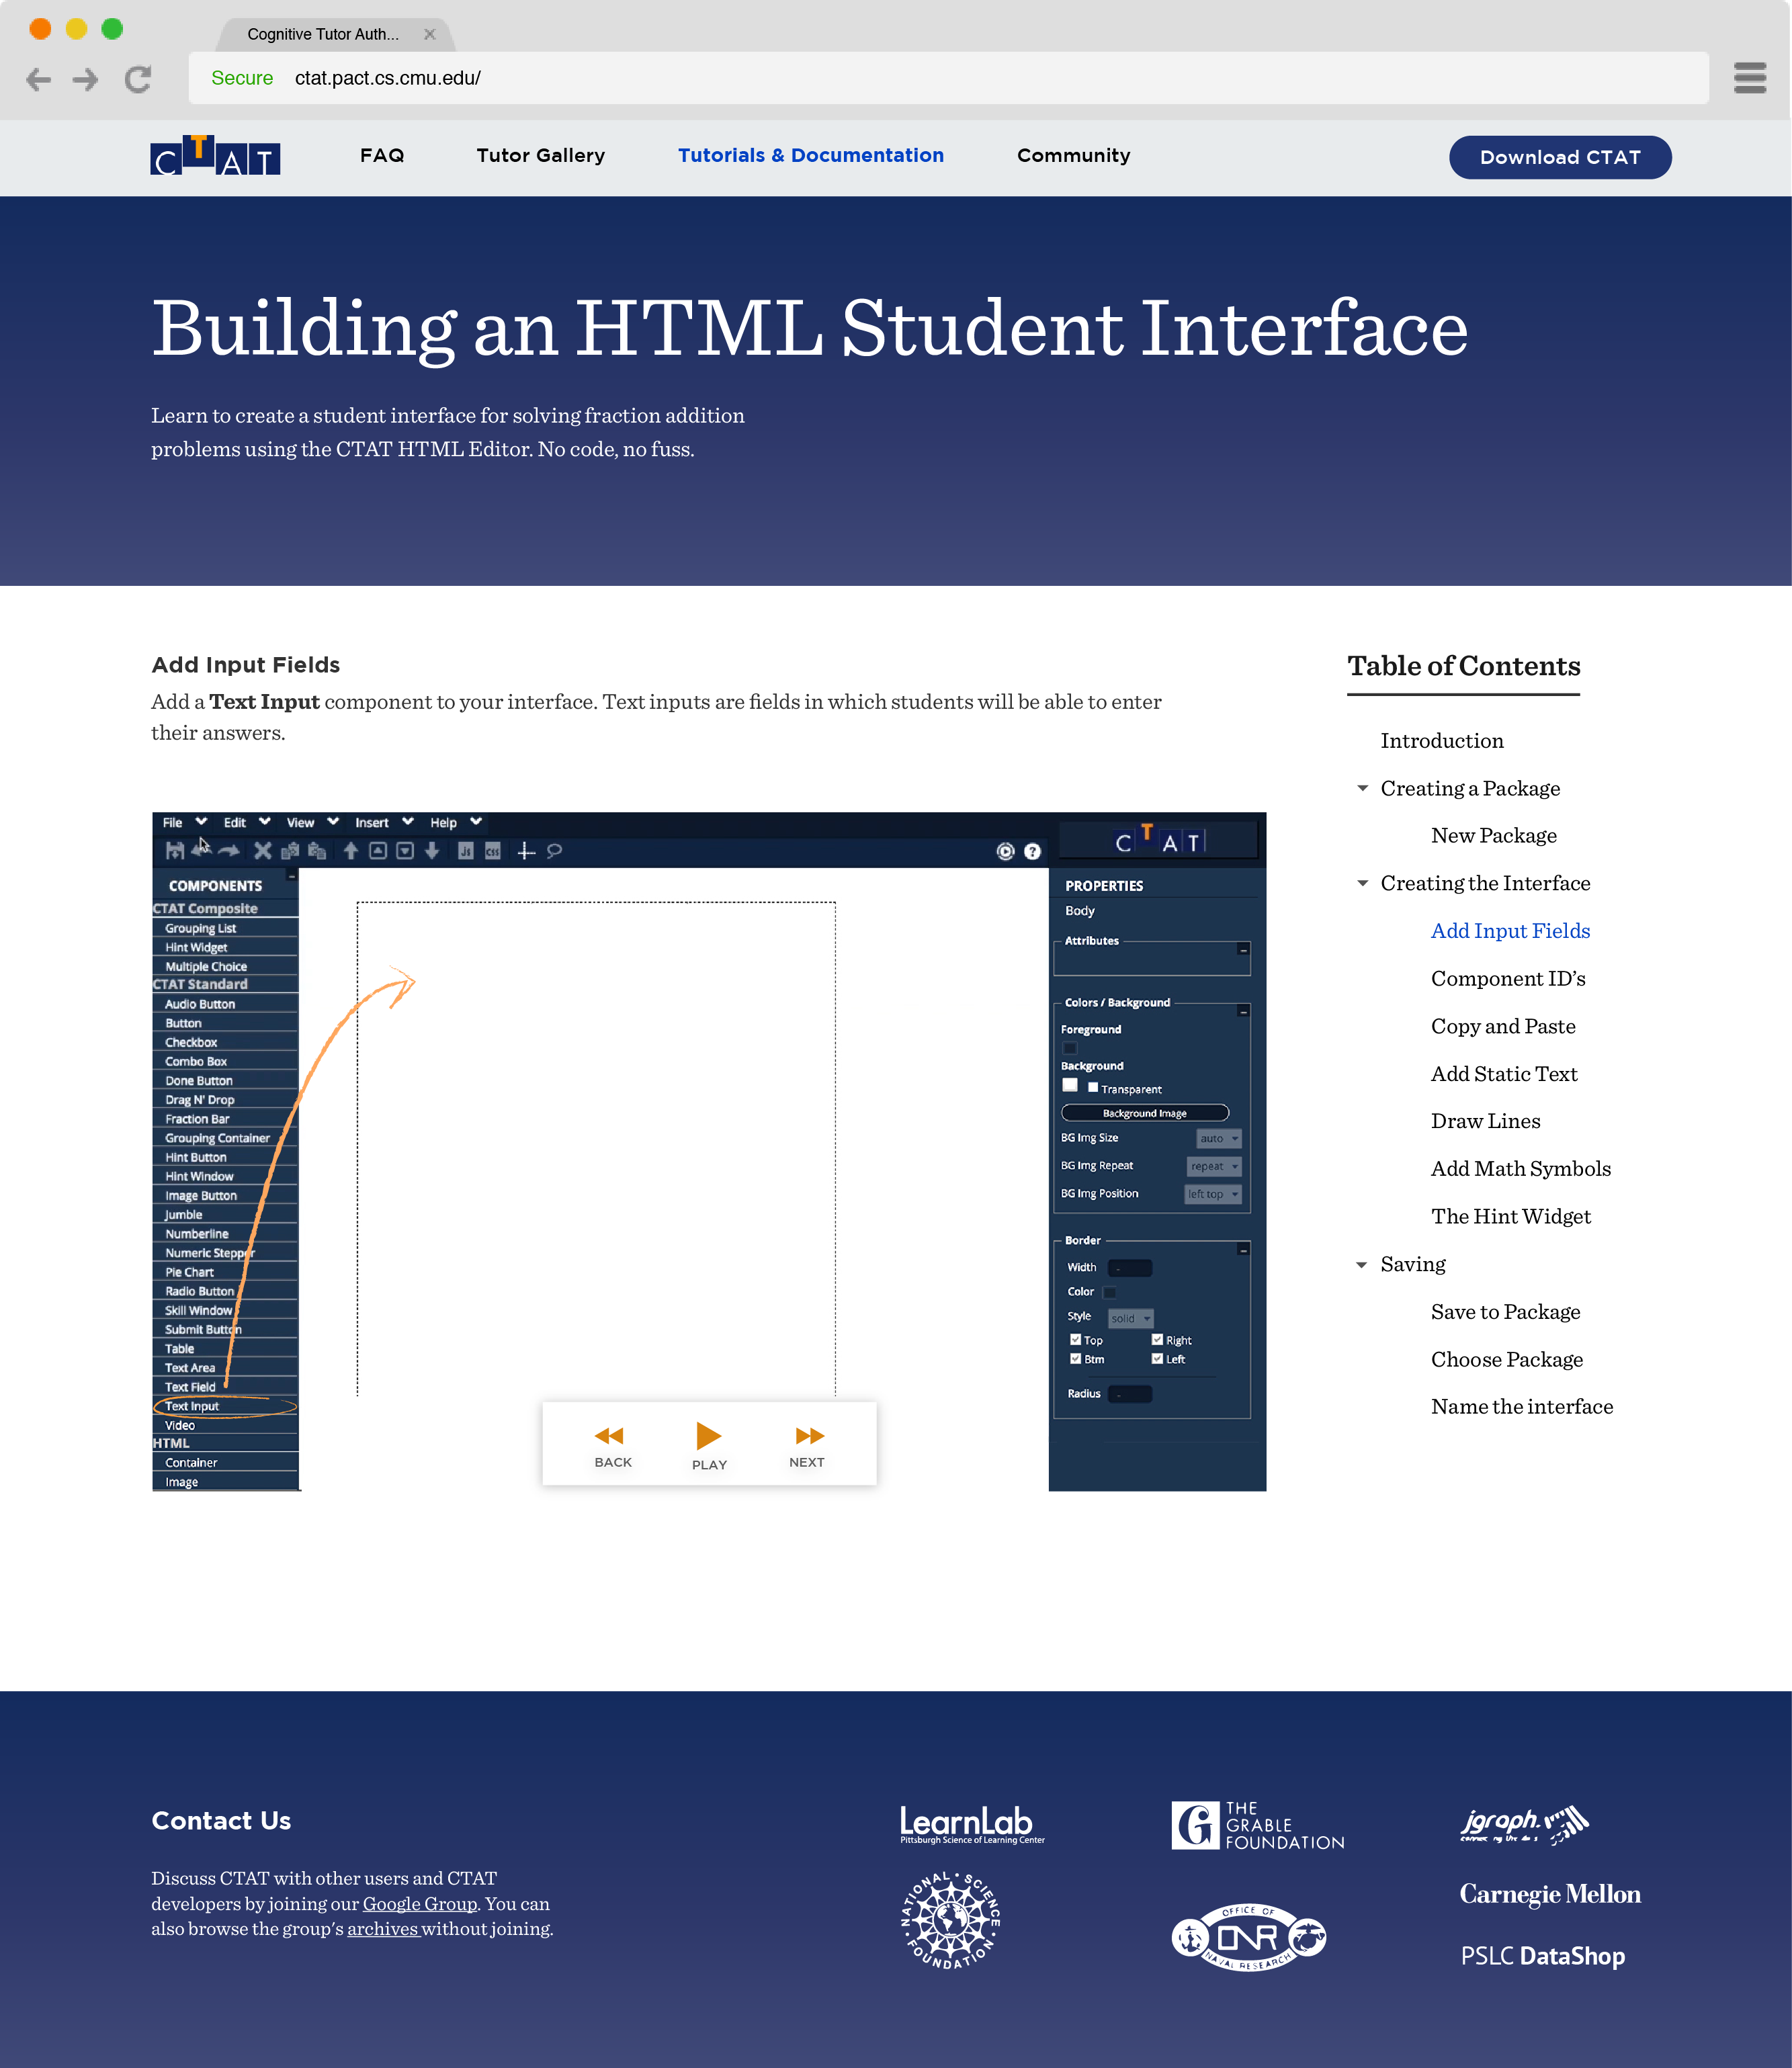 Cognitive Tutor Auth...
Secure ctat.pact.cs.cmu.edu/
CTAT FAQ Tutor Gallery Tutorials & Documentation Community Download CTAT
Building an HTML Student Interface
Learn to create a student interface for solving fraction addition
problems using the CTAT HTML Editor. No code, no fuss.
Add Input Fields
Add a Text Input component to your interface. Text inputs are fields in which students will be able to enter
their answers.
File Edit View Insert Help
Js CSS ? CTAT
COMPONENTS
CTAT Composite
Grouping List
Hint Widget
Multiple Choice
CTAT Standard
Audio Button
Button
Checkbox
Combo Box
Done Button
Drag N' Drop
Fraction Bar
Grouping Container
Hint Button
Hint Window
Image Button
Jumble
Numberline
Numeric Stepper
Pie Chart
Radio Button
Skill Window
Submit Button
Table
Text Area
Text Field
Text Input
Video
HTML
Container
Image
BACK PLAY NEXT
PROPERTIES
Body
Attributes
Colors / Background
Foreground
Background
Transparent
Background Image
BG Img Size auto
BG Img Repeat repeat
BG Img Position left top
Border
Width -
Color
Style solid
Top Right
Btm Left
Radius -
Table of Contents
Introduction
Creating a Package
New Package
Creating the Interface
Add Input Fields
Component ID’s
Copy and Paste
Add Static Text
Draw Lines
Add Math Symbols
The Hint Widget
Saving
Save to Package
Choose Package
Name the interface
Contact Us
Discuss CTAT with other users and CTAT
developers by joining our Google Group. You can
also browse the group's archives without joining.
LearnLab
Pittsburgh Science of Learning Center
NATIONAL SCIENCE FOUNDATION
G THE
GRABLE
FOUNDATION
OFFICE OF
ONR
NAVAL RESEARCH
jgraph
Carnegie Mellon
PSLC DataShop